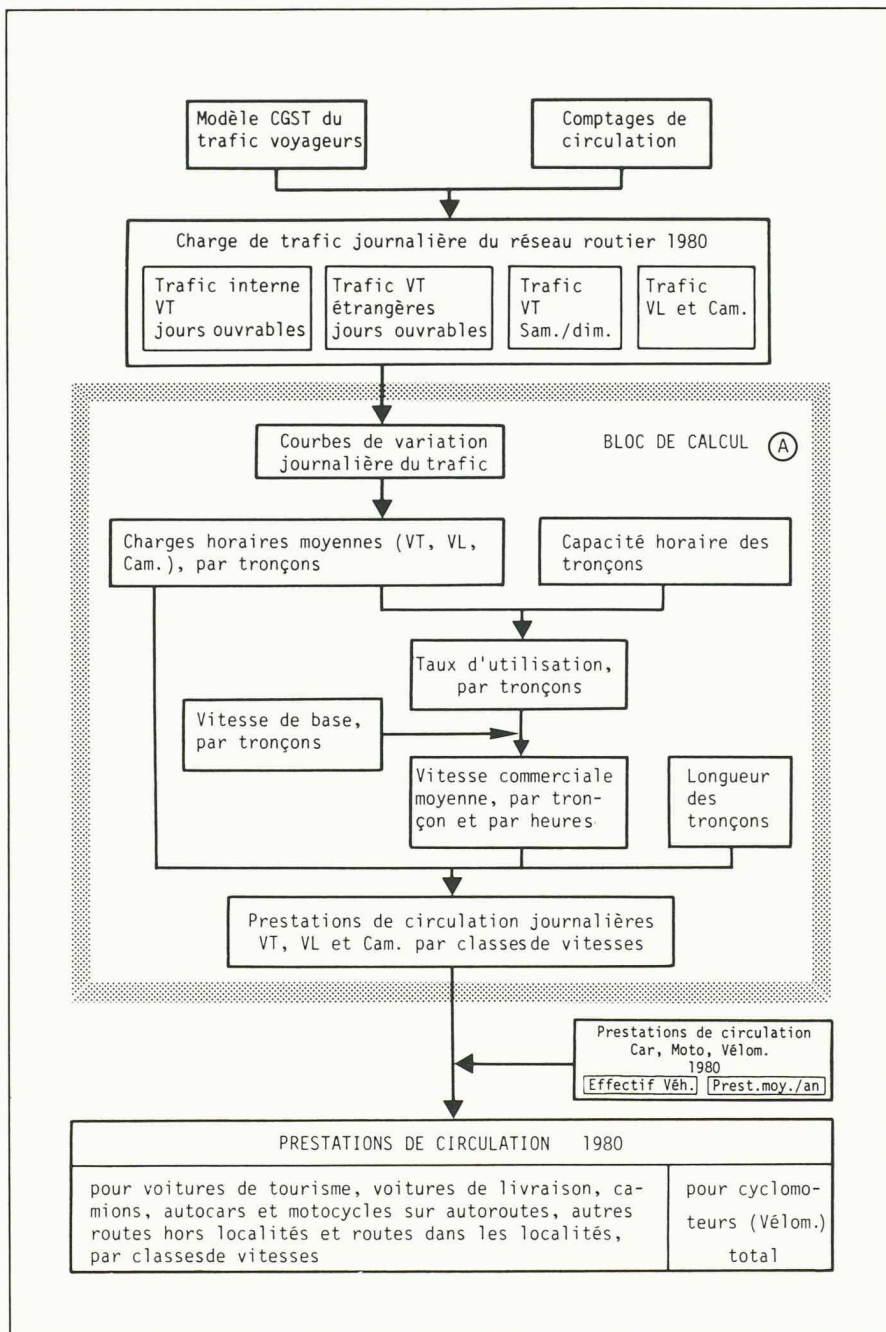 Modèle CGST du
trafic voyageurs
Comptages de
circulation
Charge de trafic journalière du réseau routier 1980
Trafic interne
VT
jours ouvrables
Trafic VT
étrangères
jours ouvrables
Trafic
VT
Sam./dim.
Trafic
VL et Cam.
Courbes de variation
journalière du trafic
BLOC DE CALCUL A
Charges horaires moyennes (VT, VL,
Cam.), par tronçons
Capacité horaire des
tronçons
Taux d'utilisation,
par tronçons
Vitesse de base,
par tronçons
Vitesse commerciale
moyenne, par tron-
çon et par heures
Longueur
des
tronçons
Prestations de circulation journalières
VT, VL et Cam. par classesde vitesses
Prestations de circulation
Car, Moto, Vélom.
1980
Effectif Véh. Prest.moy./an
PRESTATIONS DE CIRCULATION 1980
pour voitures de tourisme, voitures de livraison, ca-
mions, autocars et motocycles sur autoroutes, autres
routes hors localités et routes dans les localités,
par classesde vitesses
pour cyclomo-
teurs (Vélom.)
total